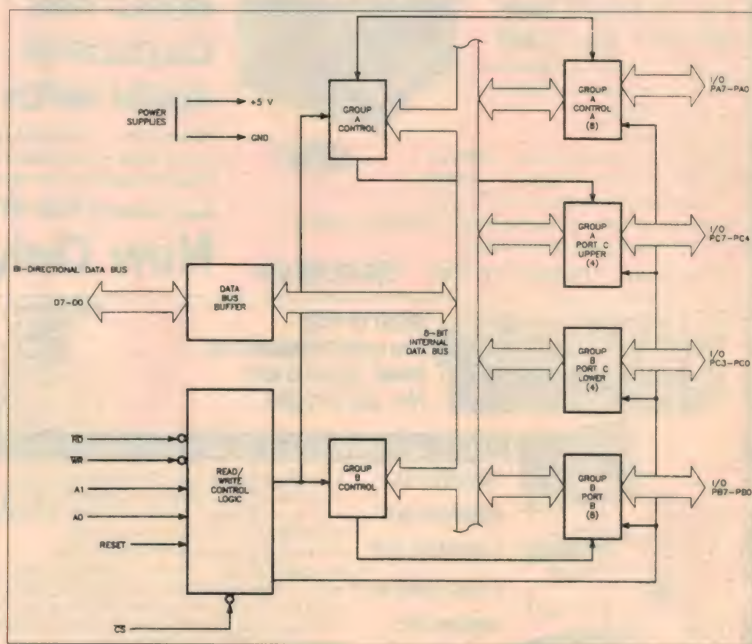 POWER
SUPPLIES
+5 V
GND
GROUP
A
CONTROL
GROUP
A
CONTROL
A
(8)
I/O
PA7-PA0
GROUP
A
PORT C
UPPER
(4)
I/O
PC7-PC4
BI-DIRECTIONAL DATA BUS
D7-D0
DATA
BUS
BUFFER
8-BIT
INTERNAL
DATA BUS
GROUP
B
PORT C
LOWER
(4)
I/O
PC3-PC0
RD
WR
A1
A0
RESET
CS
READ/
WRITE
CONTROL
LOGIC
GROUP
B
CONTROL
GROUP
B
PORT
B
(8)
I/O
PB7-PB0